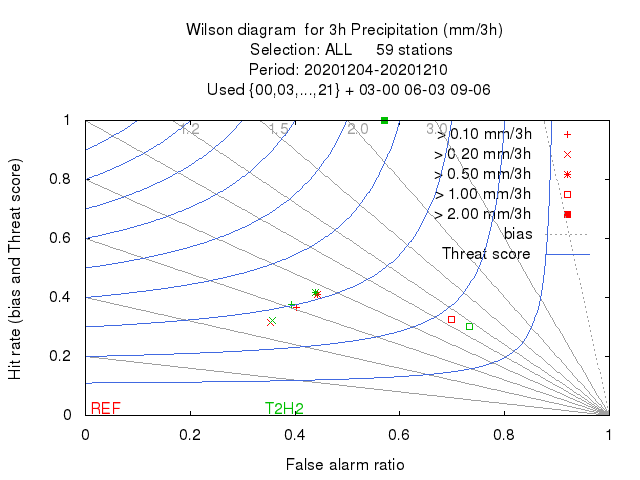 Wilson diagram  for 3h Precipitation (mm/3h)
Selection: ALL     59 stations
Period: 20201204-20201210
Used {00,03,...,21} + 03-00 06-03 09-06
Hit rate (bias and Threat score)
1
0.8
0.6
0.4
0.2
0
1.2 1.5 2.0 3.0
> 0.10 mm/3h
> 0.20 mm/3h
> 0.50 mm/3h
> 1.00 mm/3h
> 2.00 mm/3h
bias
Threat score
REF T2H2
0 0.2 0.4 0.6 0.8 1
False alarm ratio